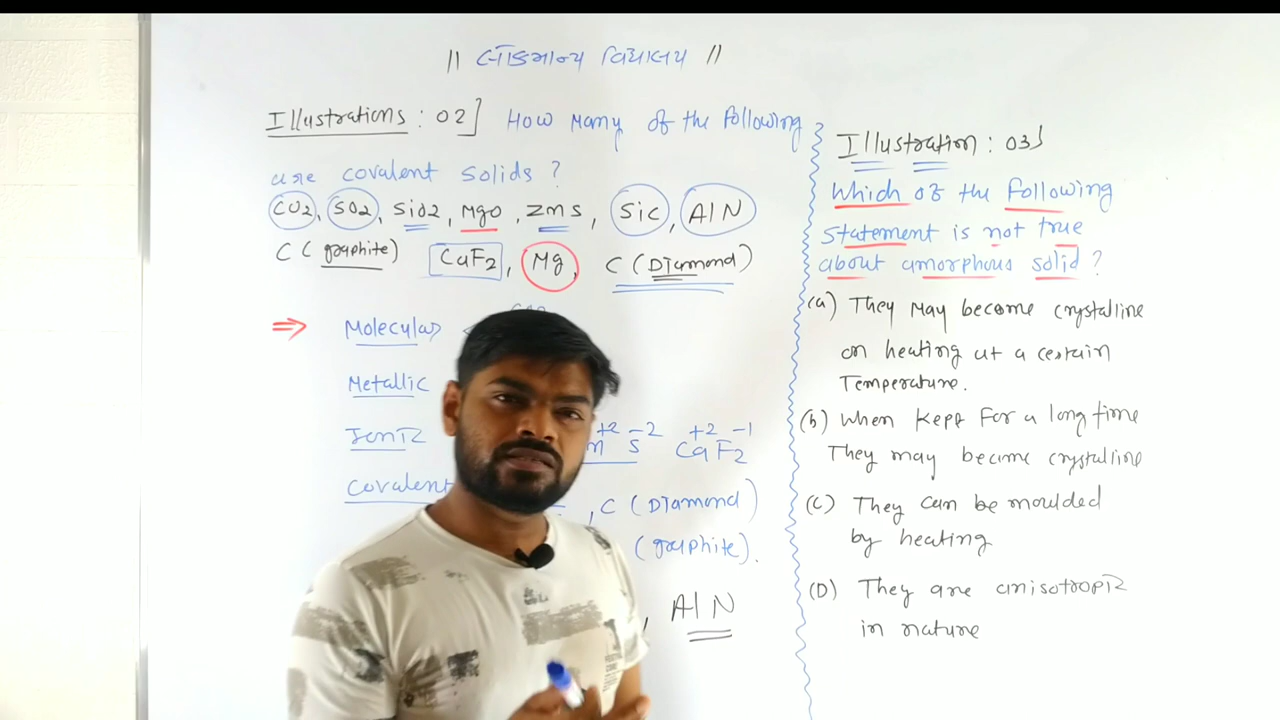 || લોકમાન્ય વિદ્યાલય ||
Illustrations : 02] How many of the following
are covalent solids ?
CO2, SO2, SiO2, MgO, ZnS, SiC, AlN
C (graphite) CaF2, Mg, C (Diamond)
⇒ Molecular <
Metallic
Ionic +2 S-2 +2 -1 CaF2
Covalent , C (Diamond)
(graphite).
, AlN
Illustration : 03]
Which of the following
statement is not true
about amorphous solid ?
(a) They may become crystalline
on heating at a certain
Temperature.
(b) When kept for a long time
They may become crystalline
(C) They can be moulded
by heating
(D) They are anisotropic
in nature